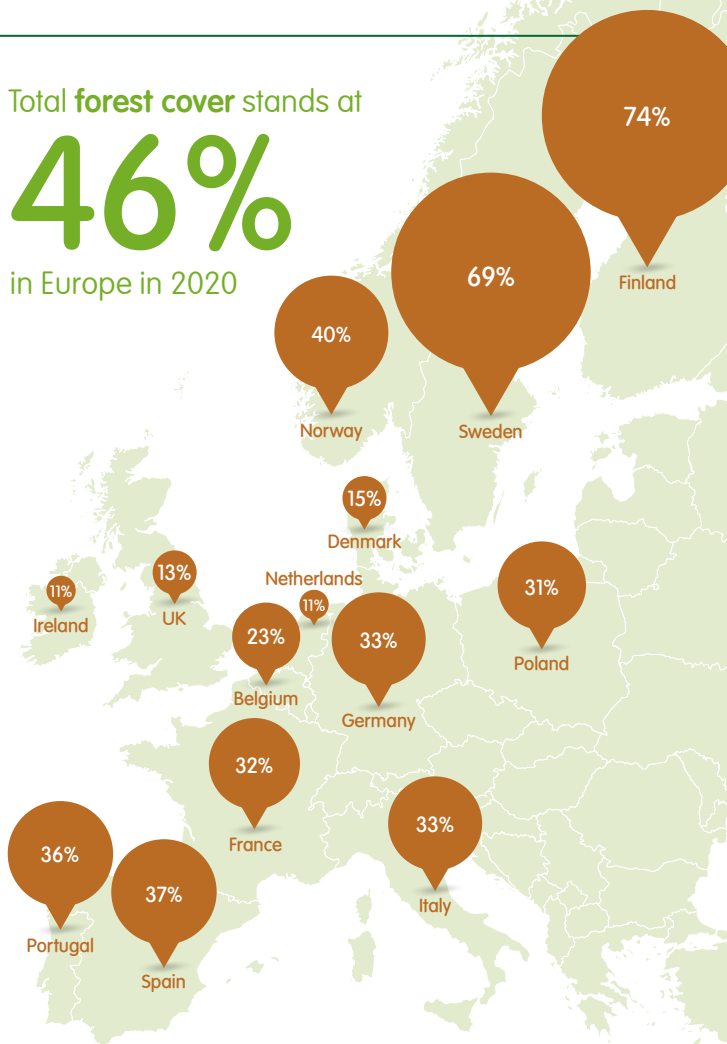 Total forest cover stands at
46%
in Europe in 2020
74%
Finland
69%
Sweden
40%
Norway
15%
Denmark
Netherlands
11%
13%
UK
11%
Ireland
31%
Poland
23%
Belgium
33%
Germany
32%
France
33%
Italy
36%
Portugal
37%
Spain